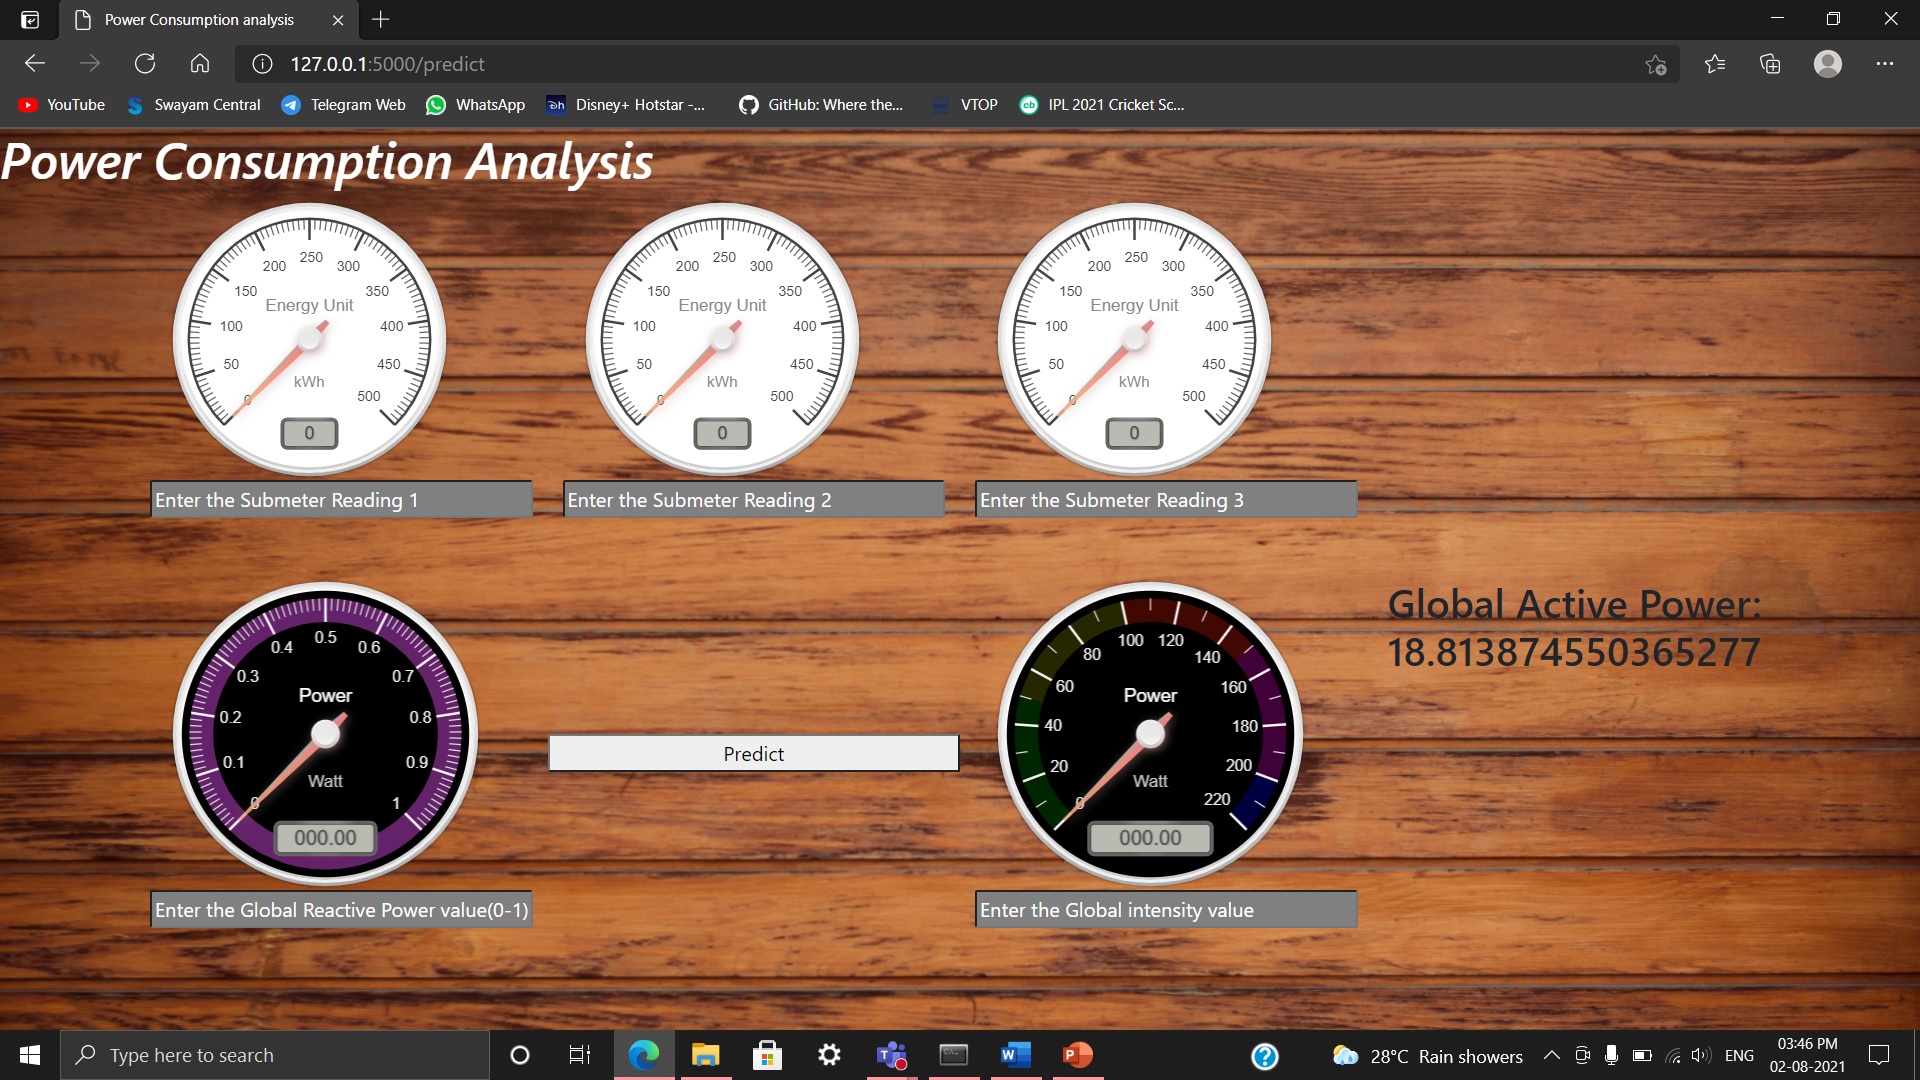 Power Consumption analysis
127.0.0.1:5000/predict
YouTube Swayam Central Telegram Web WhatsApp Disney+ Hotstar -... GitHub: Where the... VTOP IPL 2021 Cricket Sc...
Power Consumption Analysis
0 50 100 150 200 250 300 350 400 450 500
Energy Unit
kWh
0
0 50 100 150 200 250 300 350 400 450 500
Energy Unit
kWh
0
0 50 100 150 200 250 300 350 400 450 500
Energy Unit
kWh
0
Enter the Submeter Reading 1
Enter the Submeter Reading 2
Enter the Submeter Reading 3
0 0.1 0.2 0.3 0.4 0.5 0.6 0.7 0.8 0.9 1
Power
Watt
000.00
Predict
0 20 40 60 80 100 120 140 160 180 200 220
Power
Watt
000.00
Global Active Power:
18.813874550365277
Enter the Global Reactive Power value(0-1)
Enter the Global intensity value
Type here to search
28°C Rain showers
ENG
03:46 PM
02-08-2021